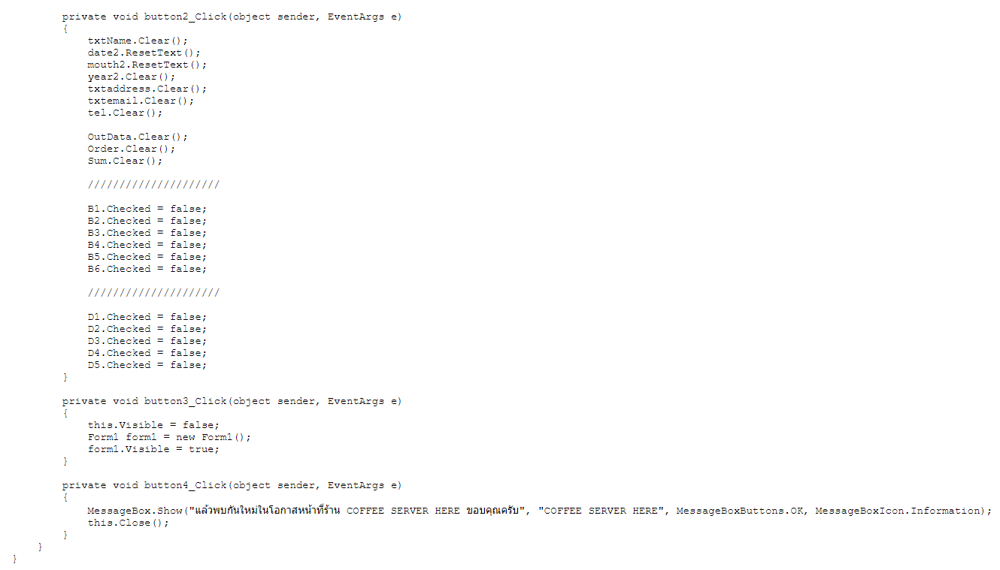 private void button2_Click(object sender, EventArgs e)
{
txtName.Clear();
date2.ResetText();
mouth2.ResetText();
year2.Clear();
txtaddress.Clear();
txtemail.Clear();
tel.Clear();
OutData.Clear();
Order.Clear();
Sum.Clear();
/////////////////////
B1.Checked = false;
B2.Checked = false;
B3.Checked = false;
B4.Checked = false;
B5.Checked = false;
B6.Checked = false;
/////////////////////
D1.Checked = false;
D2.Checked = false;
D3.Checked = false;
D4.Checked = false;
D5.Checked = false;
}
private void button3_Click(object sender, EventArgs e)
{
this.Visible = false;
Form1 form1 = new Form1();
form1.Visible = true;
}
private void button4_Click(object sender, EventArgs e)
{
MessageBox.Show("แล้วพบกันใหม่ในโอกาสหน้าที่ร้าน COFFEE SERVER HERE ขอบคุณครับ", "COFFEE SERVER HERE", MessageBoxButtons.OK, MessageBoxIcon.Information);
this.Close();
}
}
}